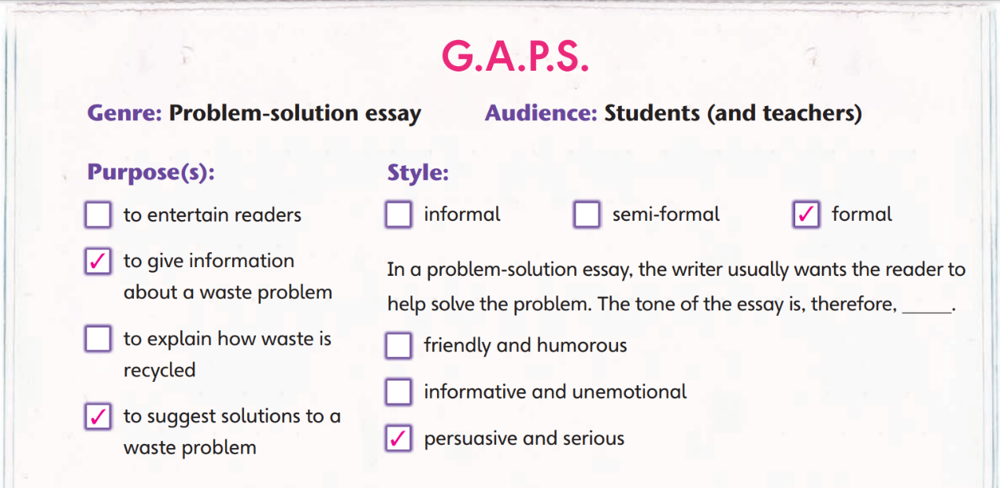 G.A.P.S.
Genre: Problem-solution essay
Audience: Students (and teachers)
Purpose(s):
to entertain readers
✓ to give information
about a waste problem
to explain how waste is
recycled
✓ to suggest solutions to a
waste problem
Style:
informal
semi-formal
✓ formal
In a problem-solution essay, the writer usually wants the reader to
help solve the problem. The tone of the essay is, therefore, _____.
friendly and humorous
informative and unemotional
✓ persuasive and serious